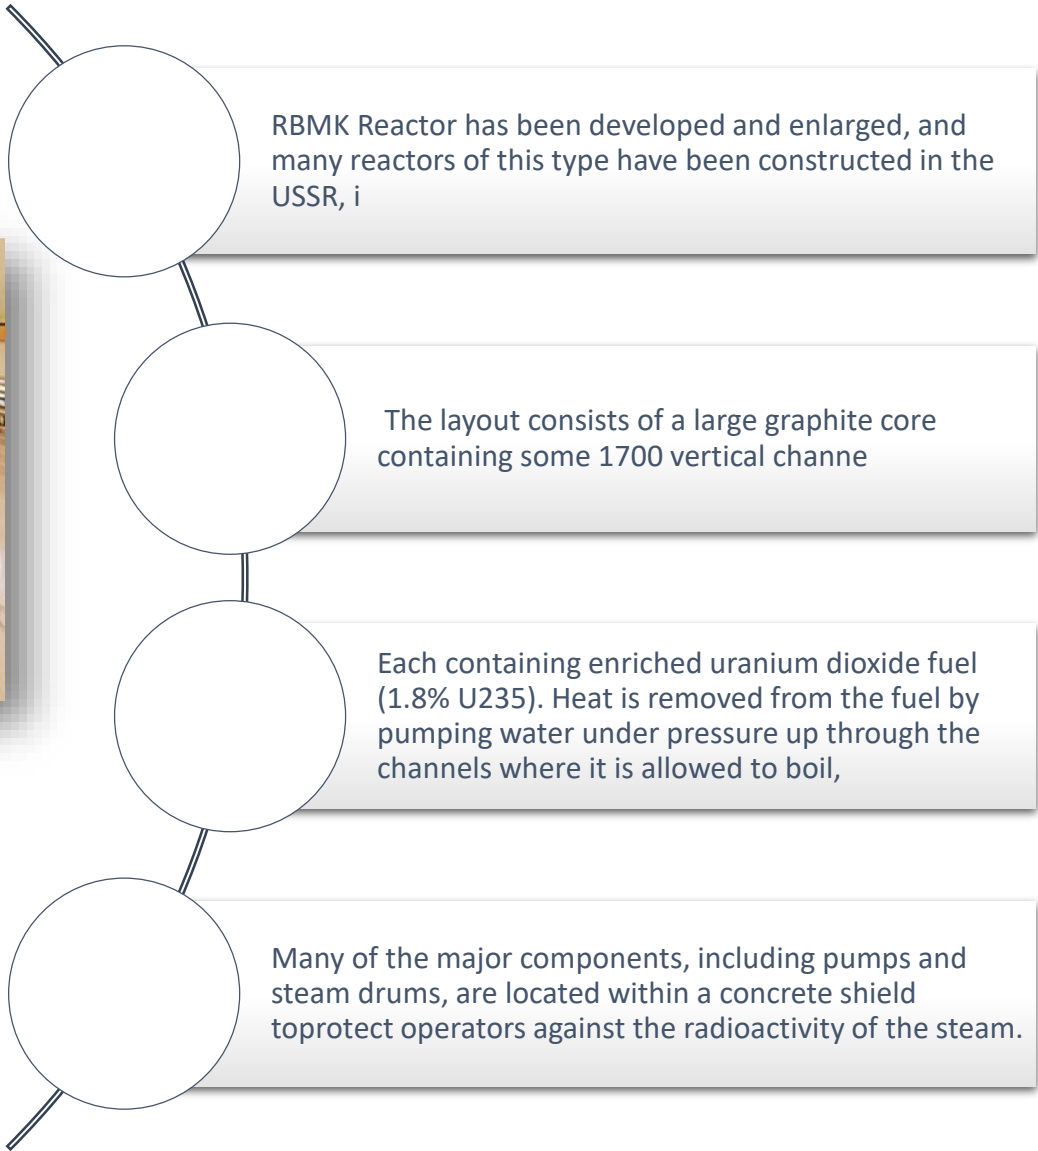 RBMK Reactor has been developed and enlarged, and
many reactors of this type have been constructed in the
USSR, i
The layout consists of a large graphite core
containing some 1700 vertical channe
Each containing enriched uranium dioxide fuel
(1.8% U235). Heat is removed from the fuel by
pumping water under pressure up through the
channels where it is allowed to boil,
Many of the major components, including pumps and
steam drums, are located within a concrete shield
toprotect operators against the radioactivity of the steam.